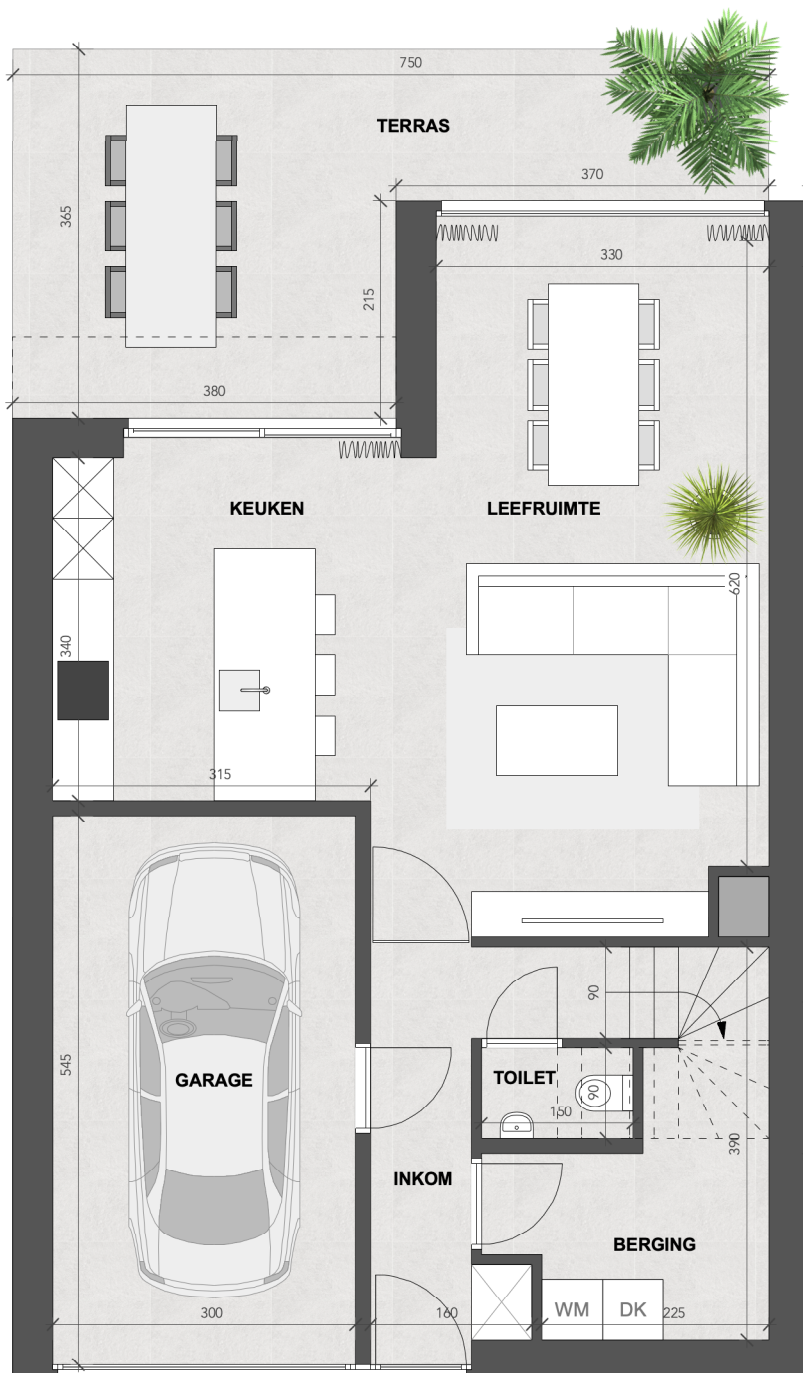 750
TERRAS
370
365
330
215
380
KEUKEN
LEEFRUIMTE
620
340
315
90
545
GARAGE
TOILET
90
150
390
INKOM
BERGING
300
160
WM
DK
225